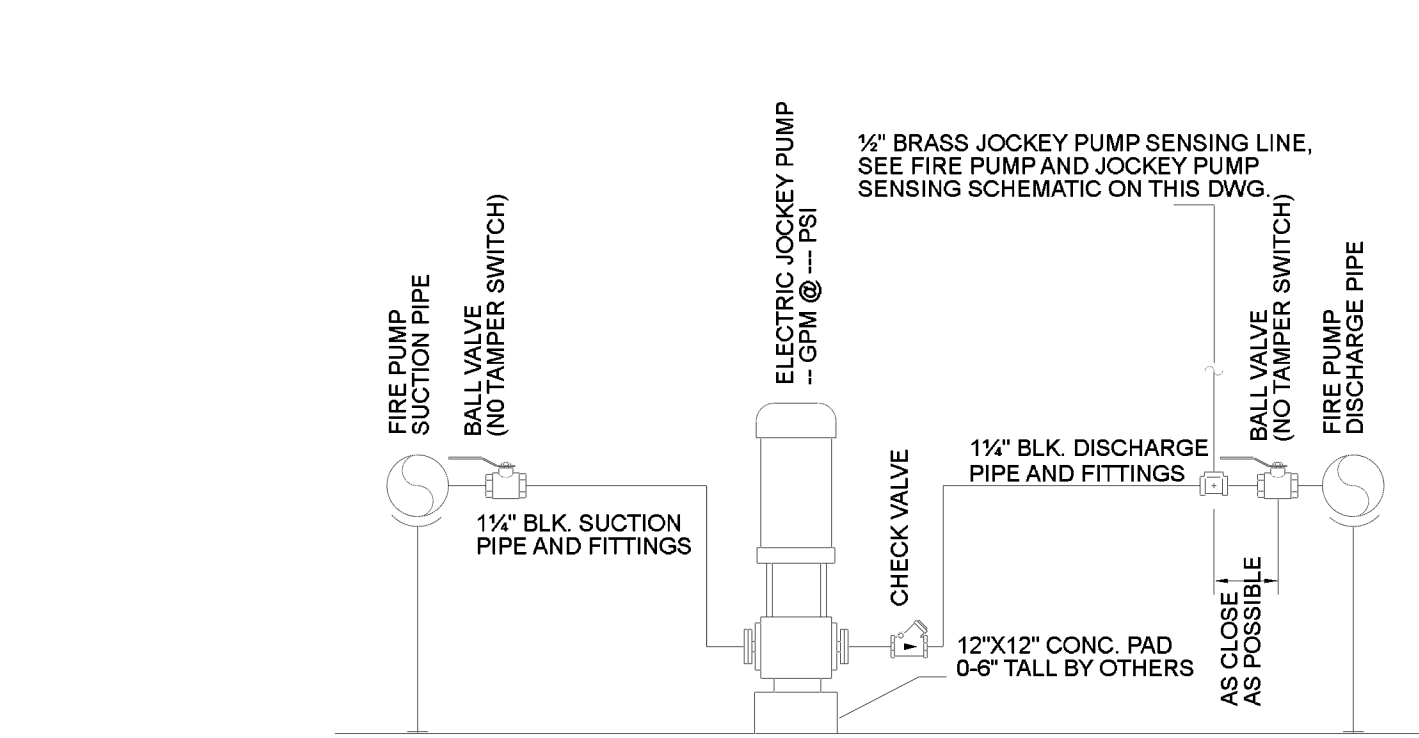 FIRE PUMP
SUCTION PIPE
BALL VALVE
(N0 TAMPER SWITCH)
ELECTRIC JOCKEY PUMP
-- GPM @ --- PSI
½" BRASS JOCKEY PUMP SENSING LINE,
SEE FIRE PUMP AND JOCKEY PUMP
SENSING SCHEMATIC ON THIS DWG.
BALL VALVE
(NO TAMPER SWITCH)
FIRE PUMP
DISCHARGE PIPE
1¼" BLK. SUCTION
PIPE AND FITTINGS
CHECK VALVE
1¼" BLK. DISCHARGE
PIPE AND FITTINGS
12"X12" CONC. PAD
0-6" TALL BY OTHERS
AS CLOSE
AS POSSIBLE